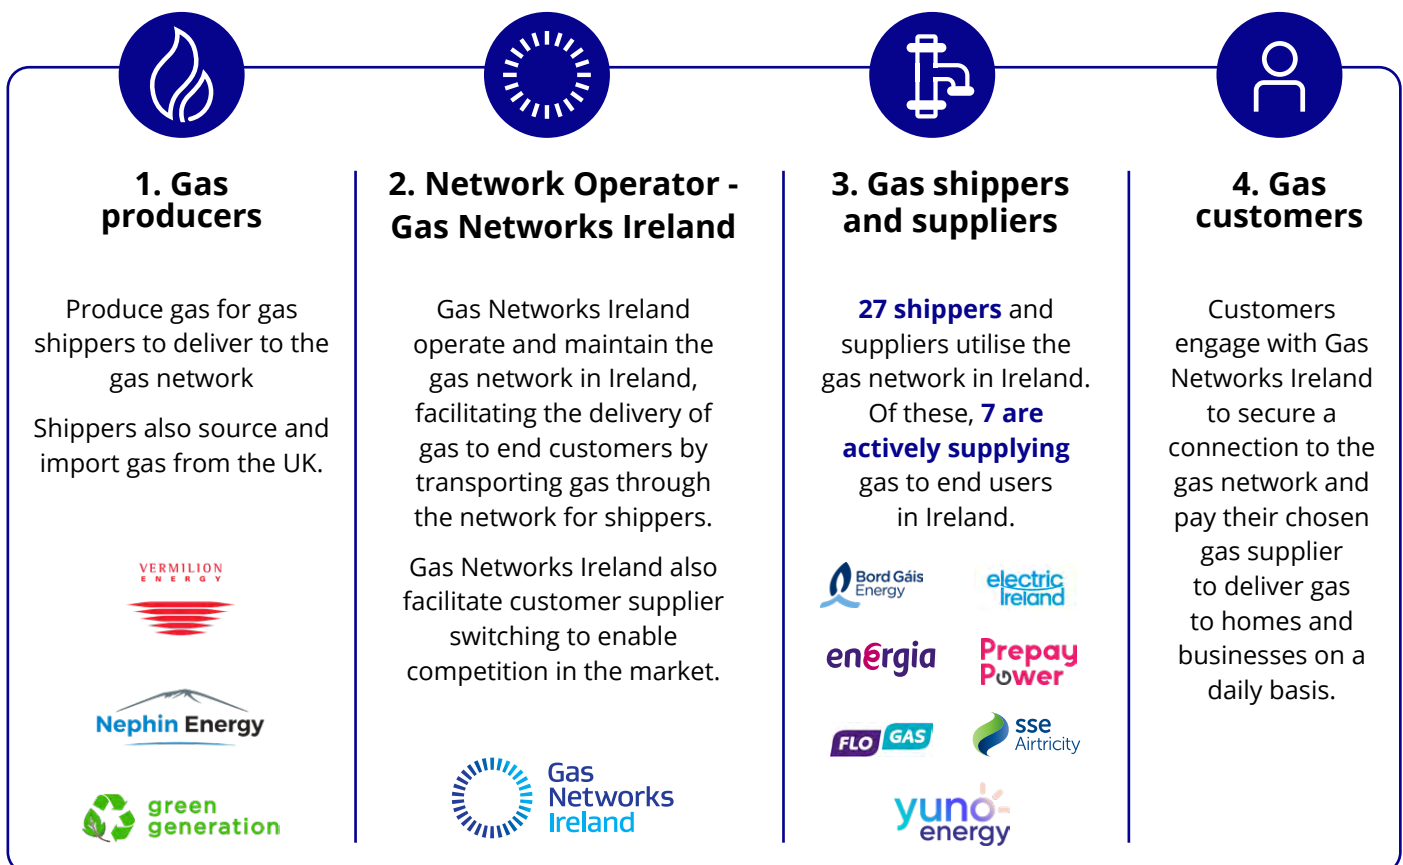 1. Gas
producers
Produce gas for gas
shippers to deliver to the
gas network
Shippers also source and
import gas from the UK.
VERMILION
ENERGY
Nephin Energy
green
generation
2. Network Operator -
Gas Networks Ireland
Gas Networks Ireland
operate and maintain the
gas network in Ireland,
facilitating the delivery of
gas to end customers by
transporting gas through
the network for shippers.
Gas Networks Ireland also
facilitate customer supplier
switching to enable
competition in the market.
Gas
Networks
Ireland
3. Gas shippers
and suppliers
27 shippers and
suppliers utilise the
gas network in Ireland.
Of these, 7 are
actively supplying
gas to end users
in Ireland.
Bord Gáis
Energy
electric
Ireland
energia
Prepay
Power
FLO GAS
sse
Airtricity
yuno
energy
4. Gas
customers
Customers
engage with Gas
Networks Ireland
to secure a
connection to the
gas network and
pay their chosen
gas supplier
to deliver gas
to homes and
businesses on a
daily basis.